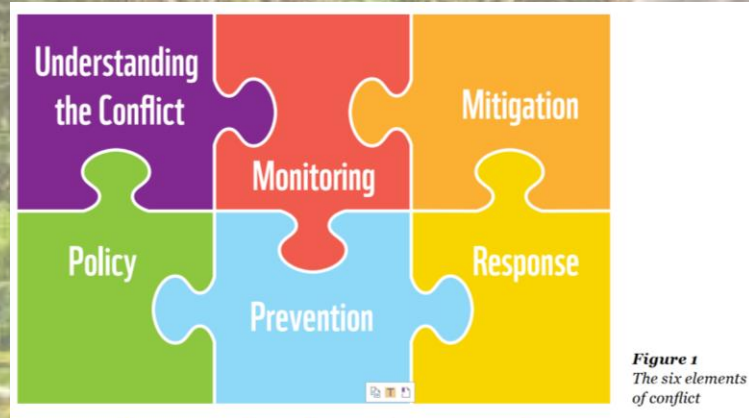 Understanding
the Conflict
Monitoring
Mitigation
Policy
Prevention
Response
Figure 1
The six elements
of conflict